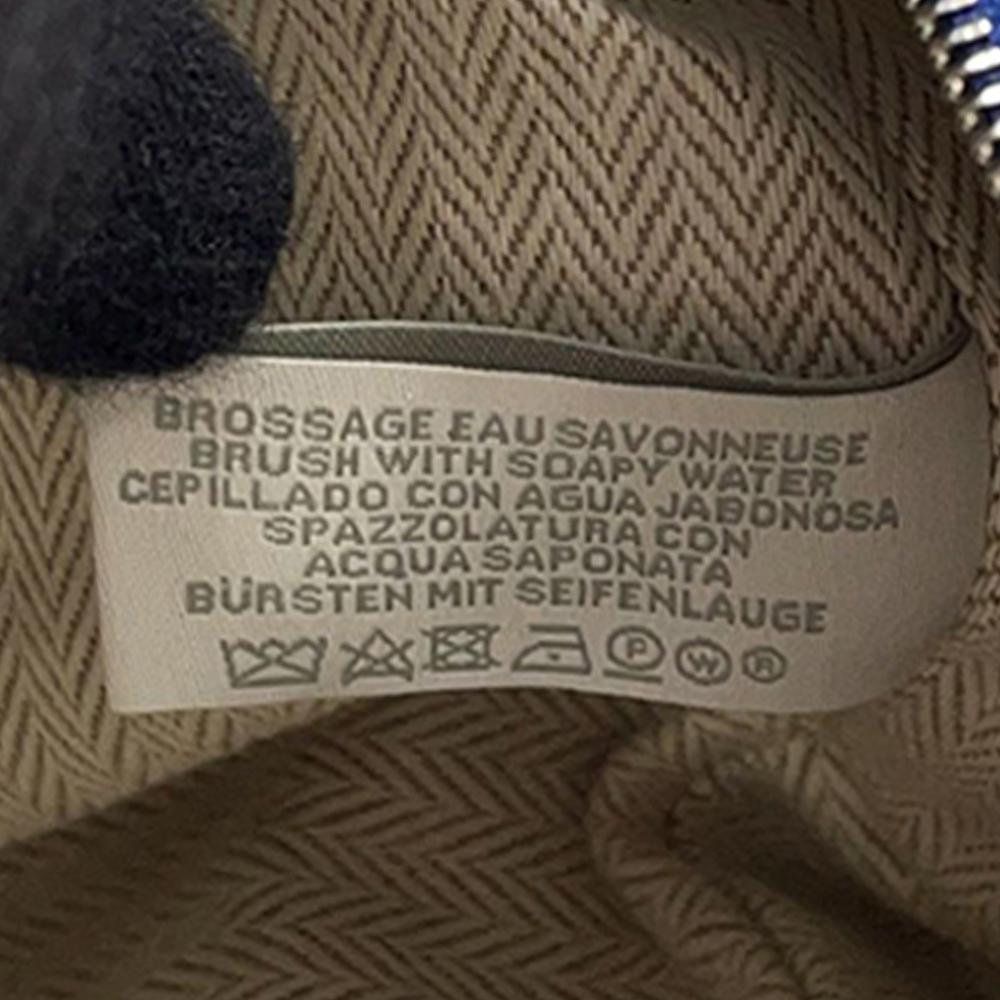 BROSSAGE EAU SAVONNEUSE
BRUSH WITH SOAPY WATER
CEPILLADO CON AGUA JABONOSA
SPAZZOLATURA CON
ACQUA SAPONATA
BÜRSTEN MIT SEIFENLAUGE
P W ®